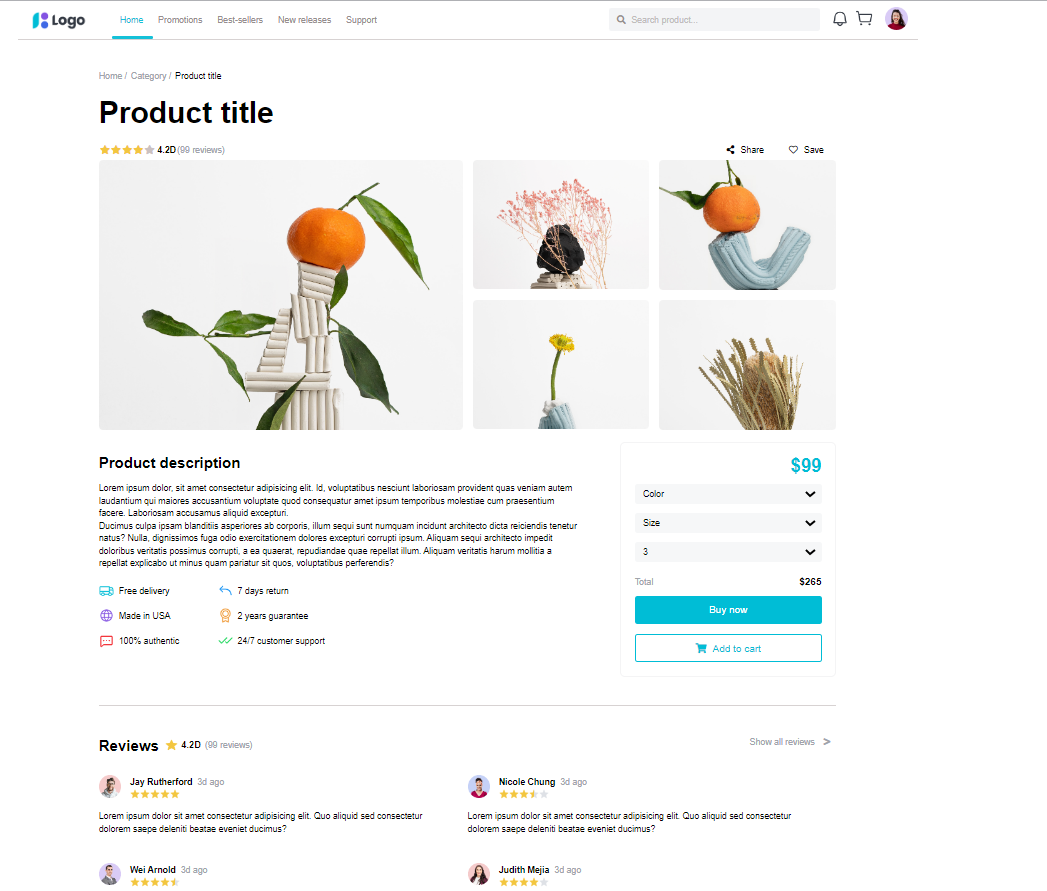 Logo
Home Promotions Best-sellers New releases Support
Search product...
Home / Category / Product title
Product title
4.2D (99 reviews)
Share Save
Product description
Lorem ipsum dolor, sit amet consectetur adipisicing elit. Id, voluptatibus nesciunt laboriosam provident quas veniam autem
laudantium qui maiores accusantium voluptate quod consequatur amet ipsum temporibus molestiae cum praesentium
facere. Laboriosam accusamus aliquid excepturi.
Ducimus culpa ipsam blanditiis asperiores ab corporis, illum sequi sunt numquam incidunt architecto dicta reiciendis tenetur
natus? Nulla, dignissimos fuga odio exercitationem dolores excepturi corrupti ipsum. Aliquam sequi architecto impedit
doloribus veritatis possimus corrupti, a ea quaerat, repudiandae quae repellat illum. Aliquam veritatis harum mollitia a
repellat explicabo ut minus quam pariatur sit quos, voluptatibus perferendis?
Free delivery 7 days return
Made in USA 2 years guarantee
100% authentic 24/7 customer support
$99
Color
Size
3
Total $265
Buy now
Add to cart
Reviews 4.2D (99 reviews)
Show all reviews >
Jay Rutherford 3d ago
Lorem ipsum dolor sit amet consectetur adipisicing elit. Quo aliquid sed consectetur
dolorem saepe deleniti beatae eveniet ducimus?
Nicole Chung 3d ago
Lorem ipsum dolor sit amet consectetur adipisicing elit. Quo aliquid sed consectetur
dolorem saepe deleniti beatae eveniet ducimus?
Wei Arnold 3d ago
Judith Mejia 3d ago